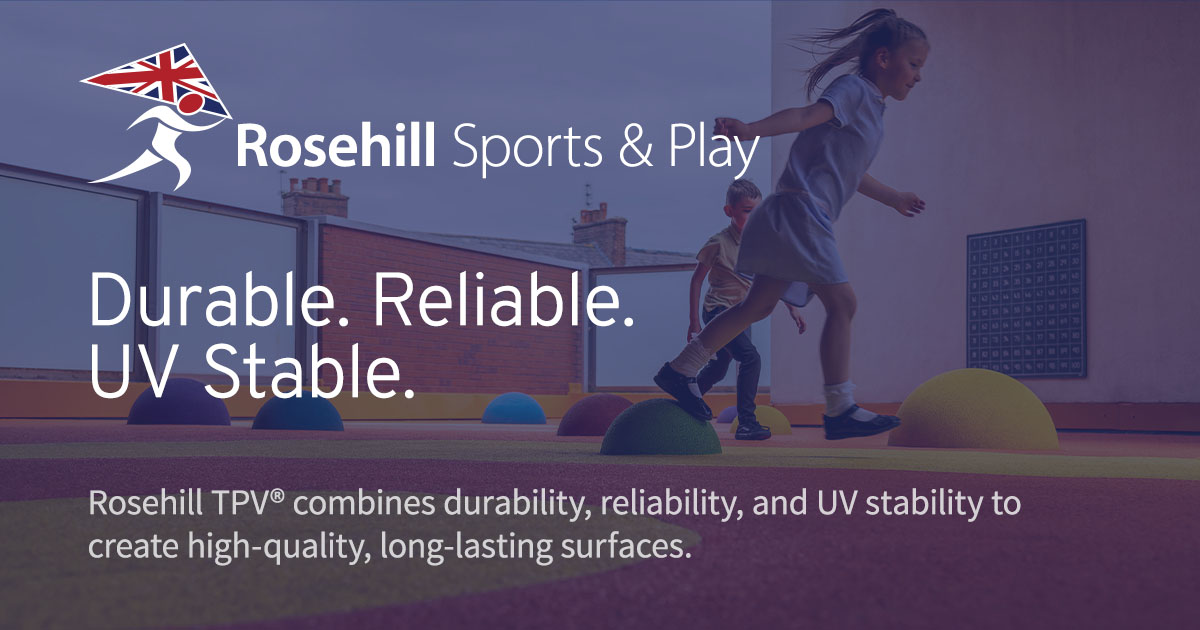 Rosehill Sports & Play
Durable. Reliable.
UV Stable.
Rosehill TPV® combines durability, reliability, and UV stability to
create high-quality, long-lasting surfaces.